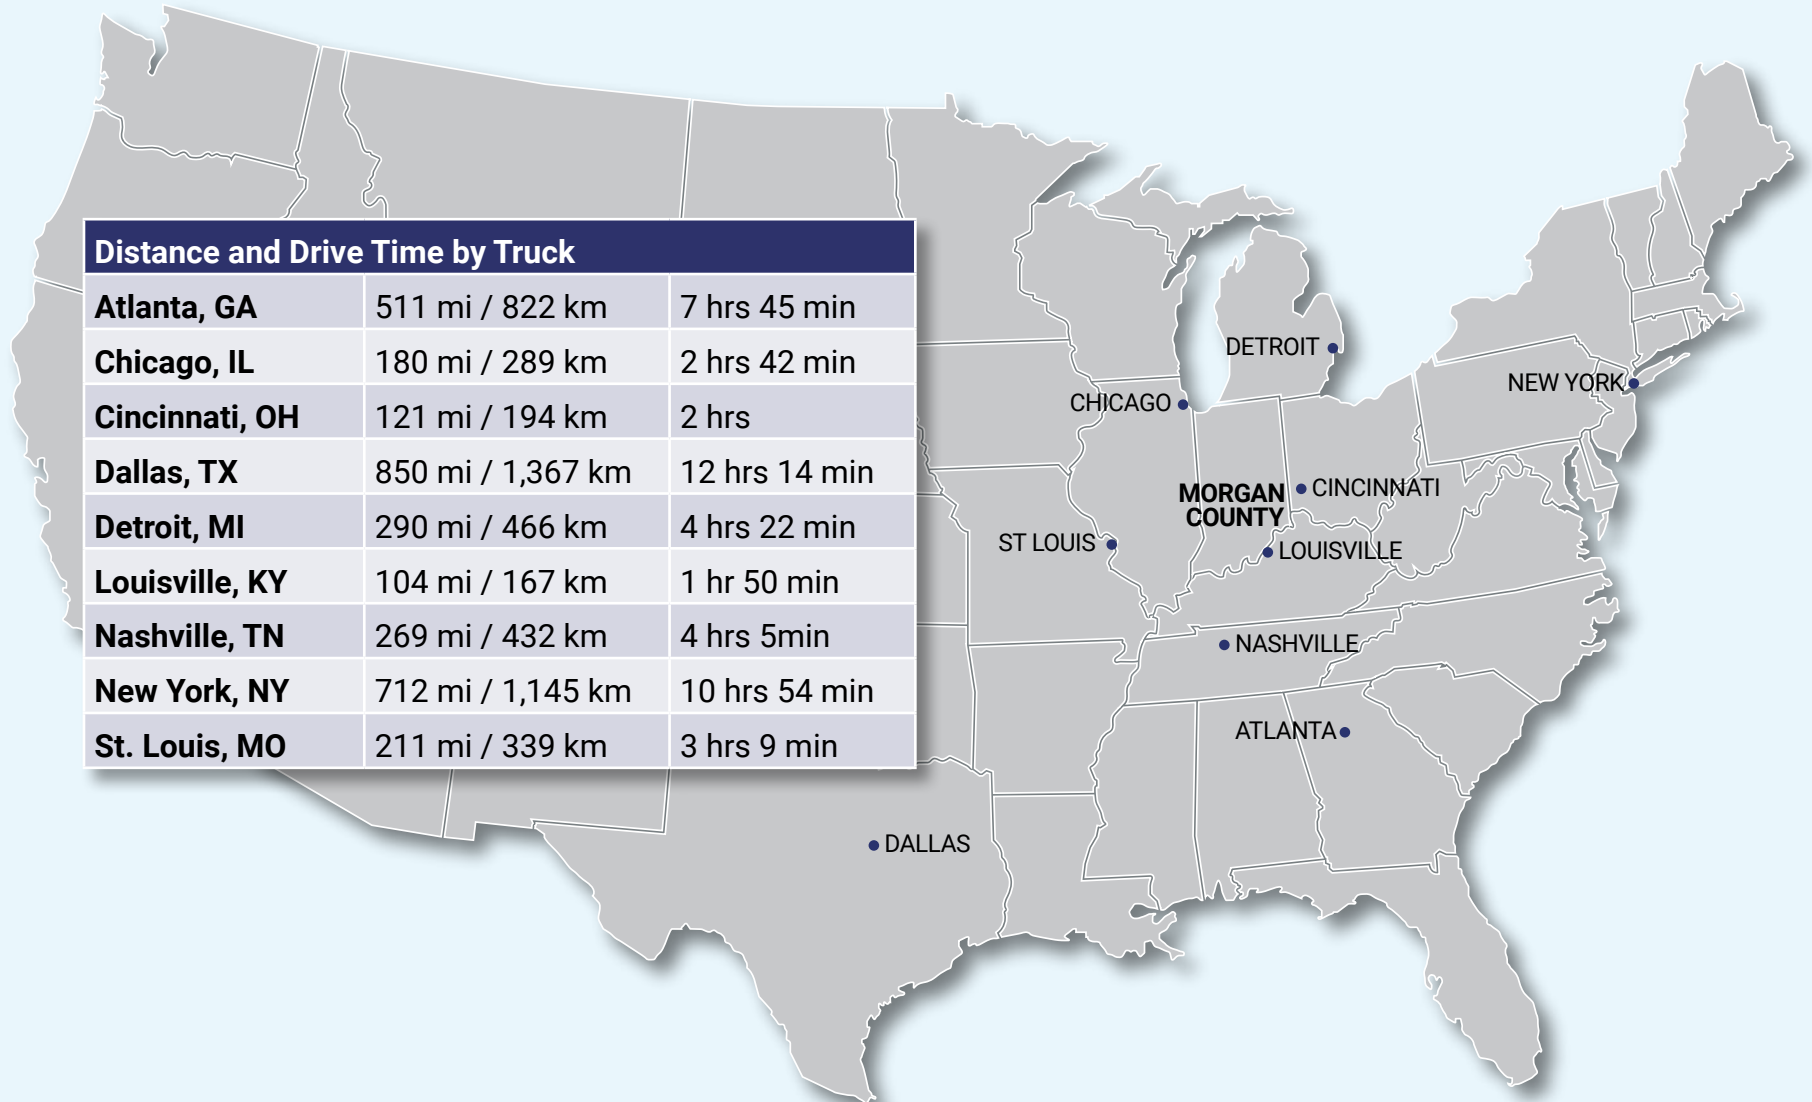 Distance and Drive Time by Truck
Atlanta, GA 511 mi / 822 km 7 hrs 45 min
Chicago, IL 180 mi / 289 km 2 hrs 42 min
Cincinnati, OH 121 mi / 194 km 2 hrs
Dallas, TX 850 mi / 1,367 km 12 hrs 14 min
Detroit, MI 290 mi / 466 km 4 hrs 22 min
Louisville, KY 104 mi / 167 km 1 hr 50 min
Nashville, TN 269 mi / 432 km 4 hrs 5min
New York, NY 712 mi / 1,145 km 10 hrs 54 min
St. Louis, MO 211 mi / 339 km 3 hrs 9 min
DETROIT
NEW YORK
CHICAGO
MORGAN
COUNTY
CINCINNATI
ST LOUIS
LOUISVILLE
NASHVILLE
ATLANTA
DALLAS